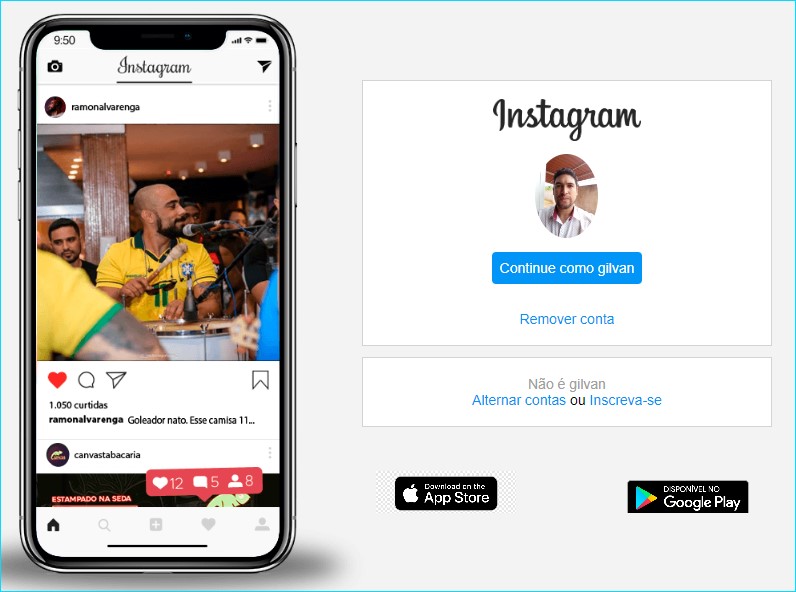 9:50
Instagram
ramonalvarenga
1.050 curtidas
ramonalvarenga Goleador nato. Esse camisa 11...
canvastabacaria
ESTAMPADO NA SEDA
12 5 8
Instagram
Continue como gilvan
Remover conta
Não é gilvan
Alternar contas ou Inscreva-se
Download on the
App Store
DISPONÍVEL NO
Google Play